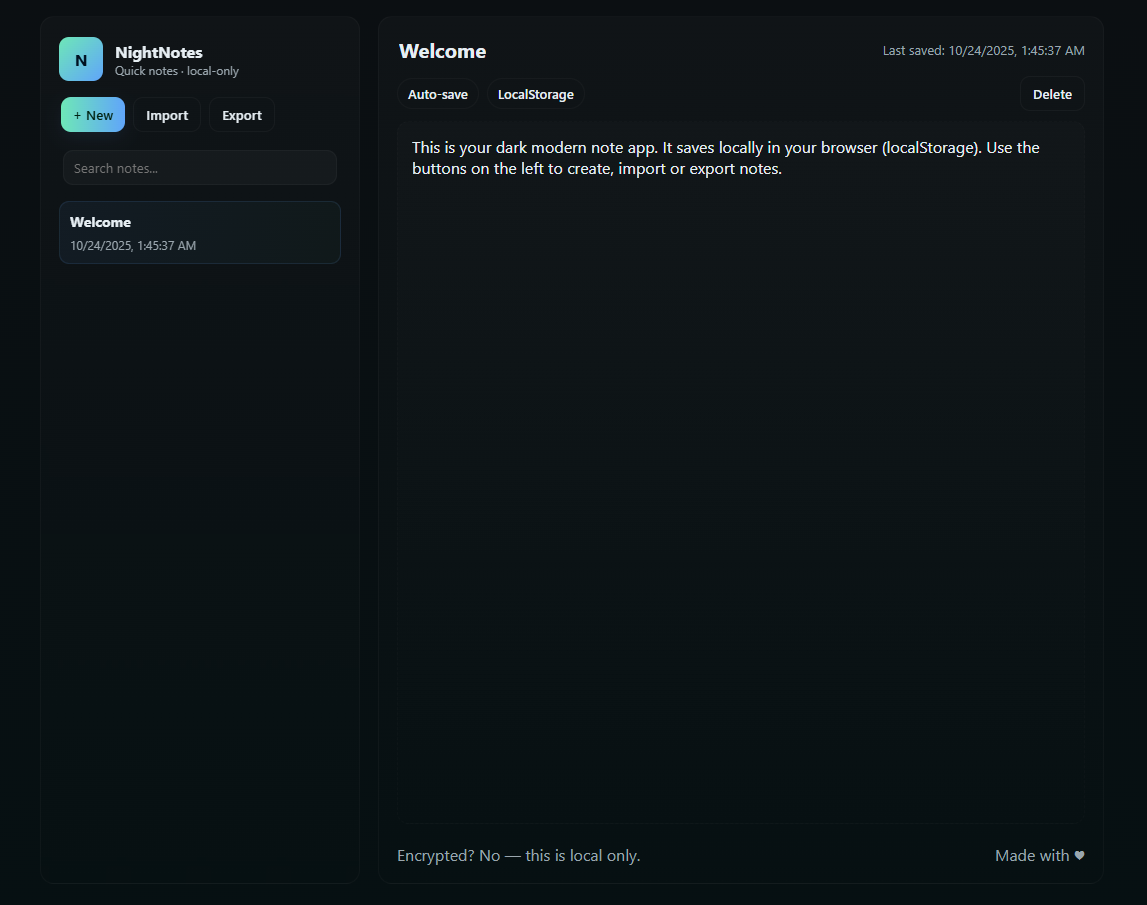 N
NightNotes
Quick notes · local-only
+ New
Import
Export
Search notes...
Welcome
10/24/2025, 1:45:37 AM
Welcome
Last saved: 10/24/2025, 1:45:37 AM
Auto-save
LocalStorage
Delete
This is your dark modern note app. It saves locally in your browser (localStorage). Use the
buttons on the left to create, import or export notes.
Encrypted? No — this is local only.
Made with ♥